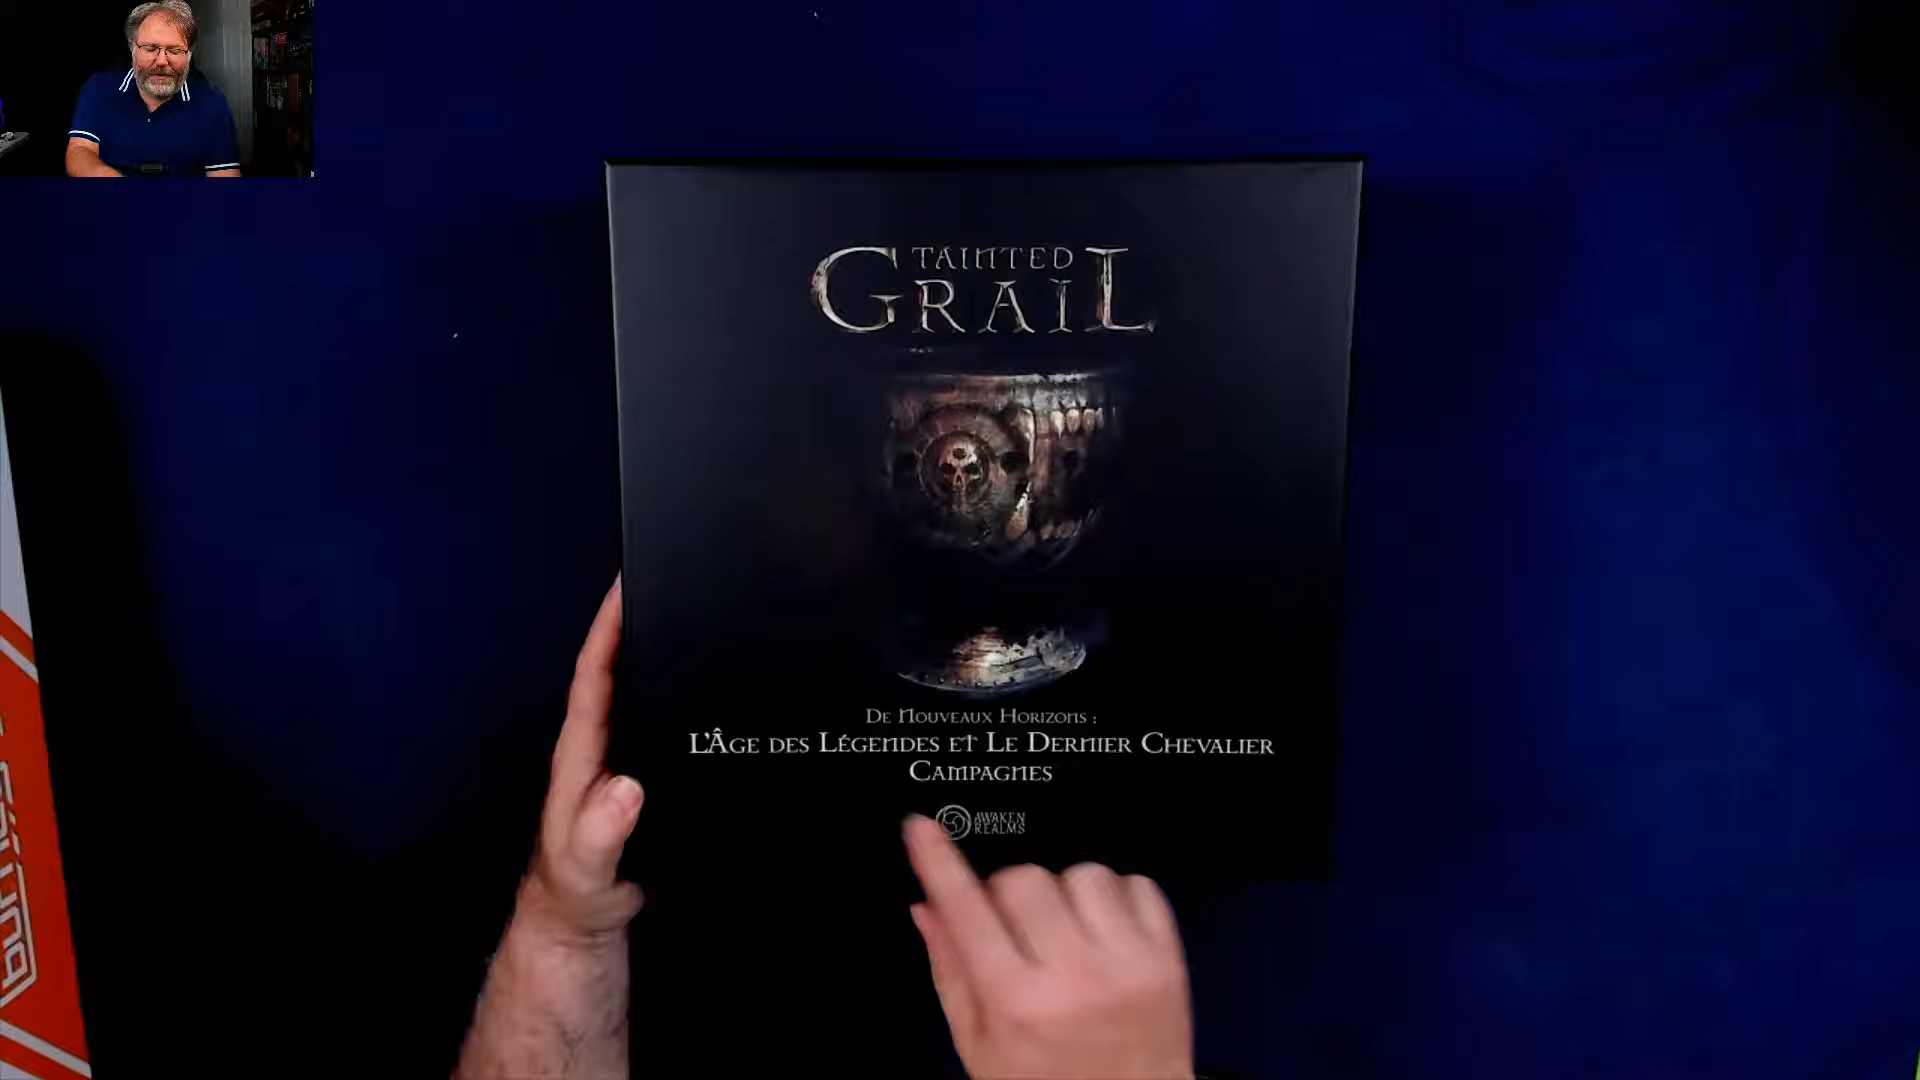 TAINTED
GRAIL
De Nouveaux Horizons :
L'Âge des Légendes et Le Dernier Chevalier
Campagnes
AWAKEN
REALMS